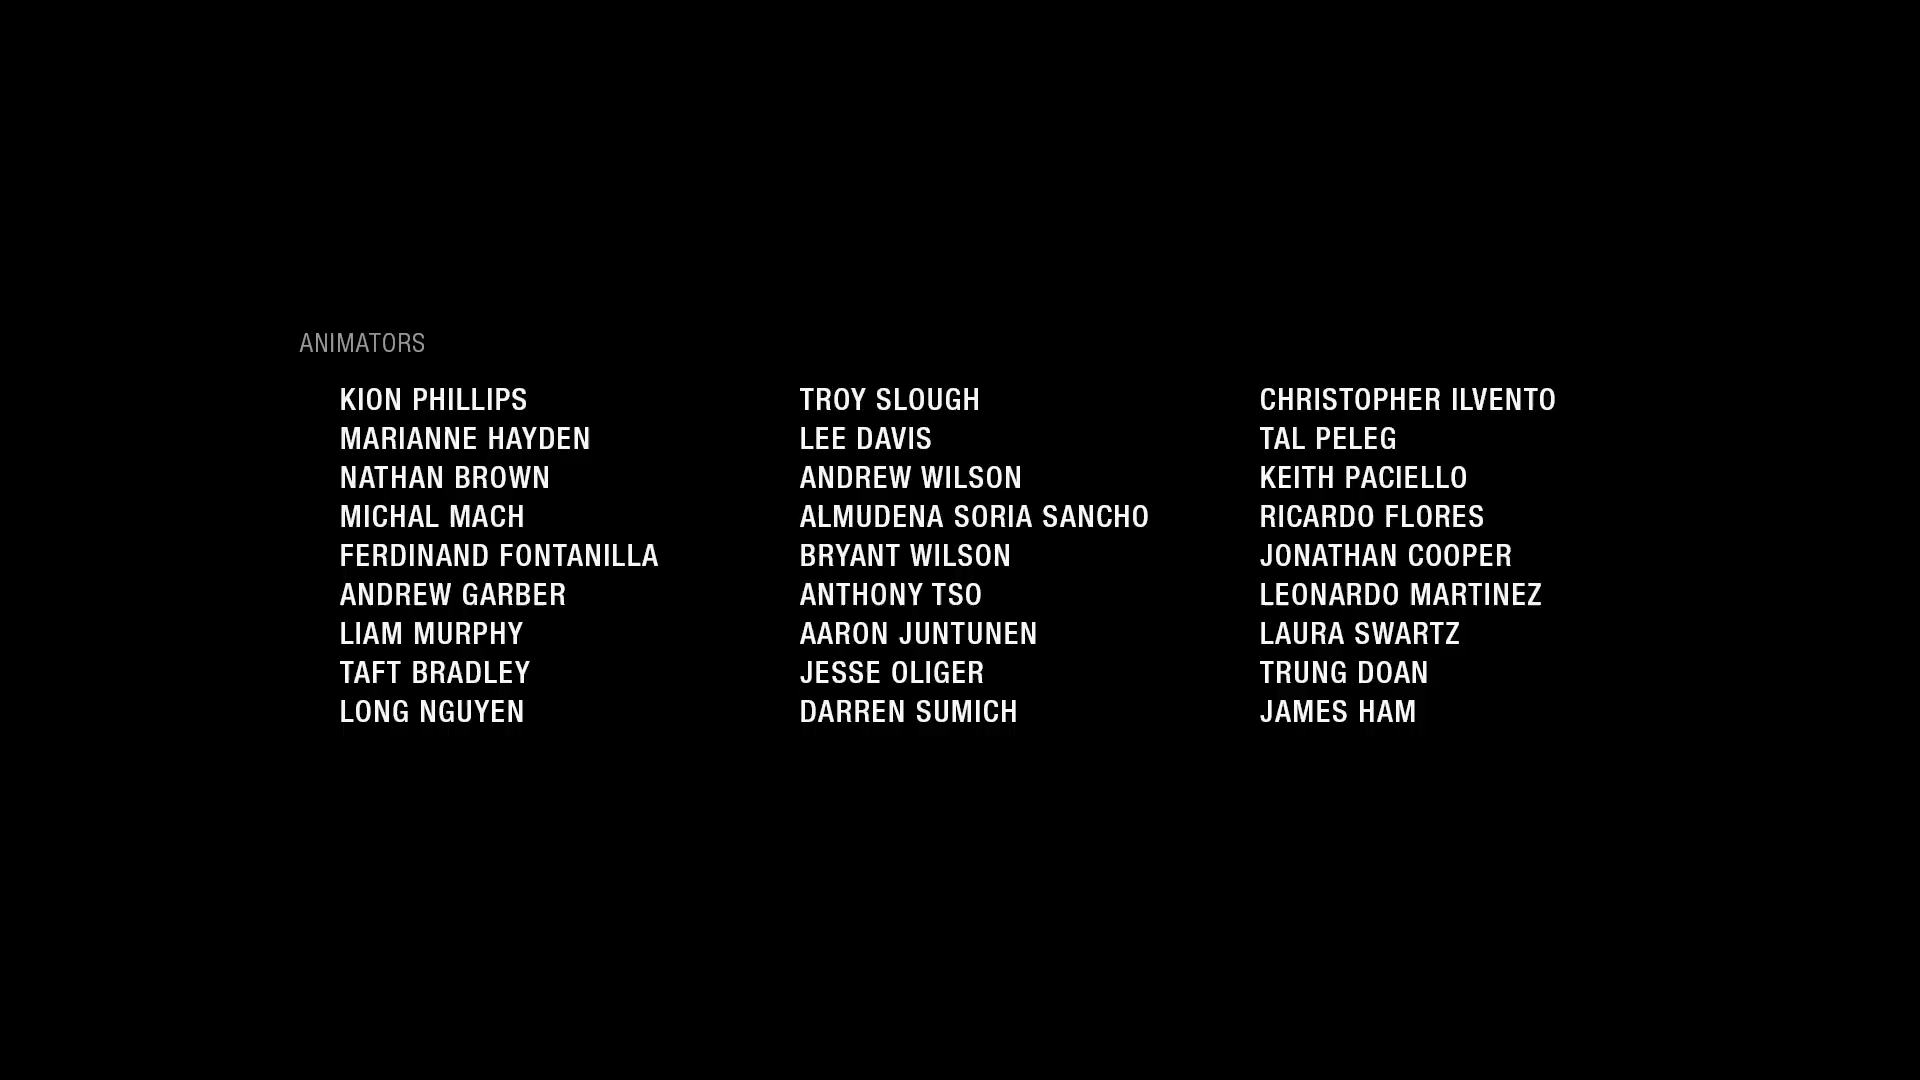 ANIMATORS
KION PHILLIPS
MARIANNE HAYDEN
NATHAN BROWN
MICHAL MACH
FERDINAND FONTANILLA
ANDREW GARBER
LIAM MURPHY
TAFT BRADLEY
LONG NGUYEN
TROY SLOUGH
LEE DAVIS
ANDREW WILSON
ALMUDENA SORIA SANCHO
BRYANT WILSON
ANTHONY TSO
AARON JUNTUNEN
JESSE OLIGER
DARREN SUMICH
CHRISTOPHER ILVENTO
TAL PELEG
KEITH PACIELLO
RICARDO FLORES
JONATHAN COOPER
LEONARDO MARTINEZ
LAURA SWARTZ
TRUNG DOAN
JAMES HAM